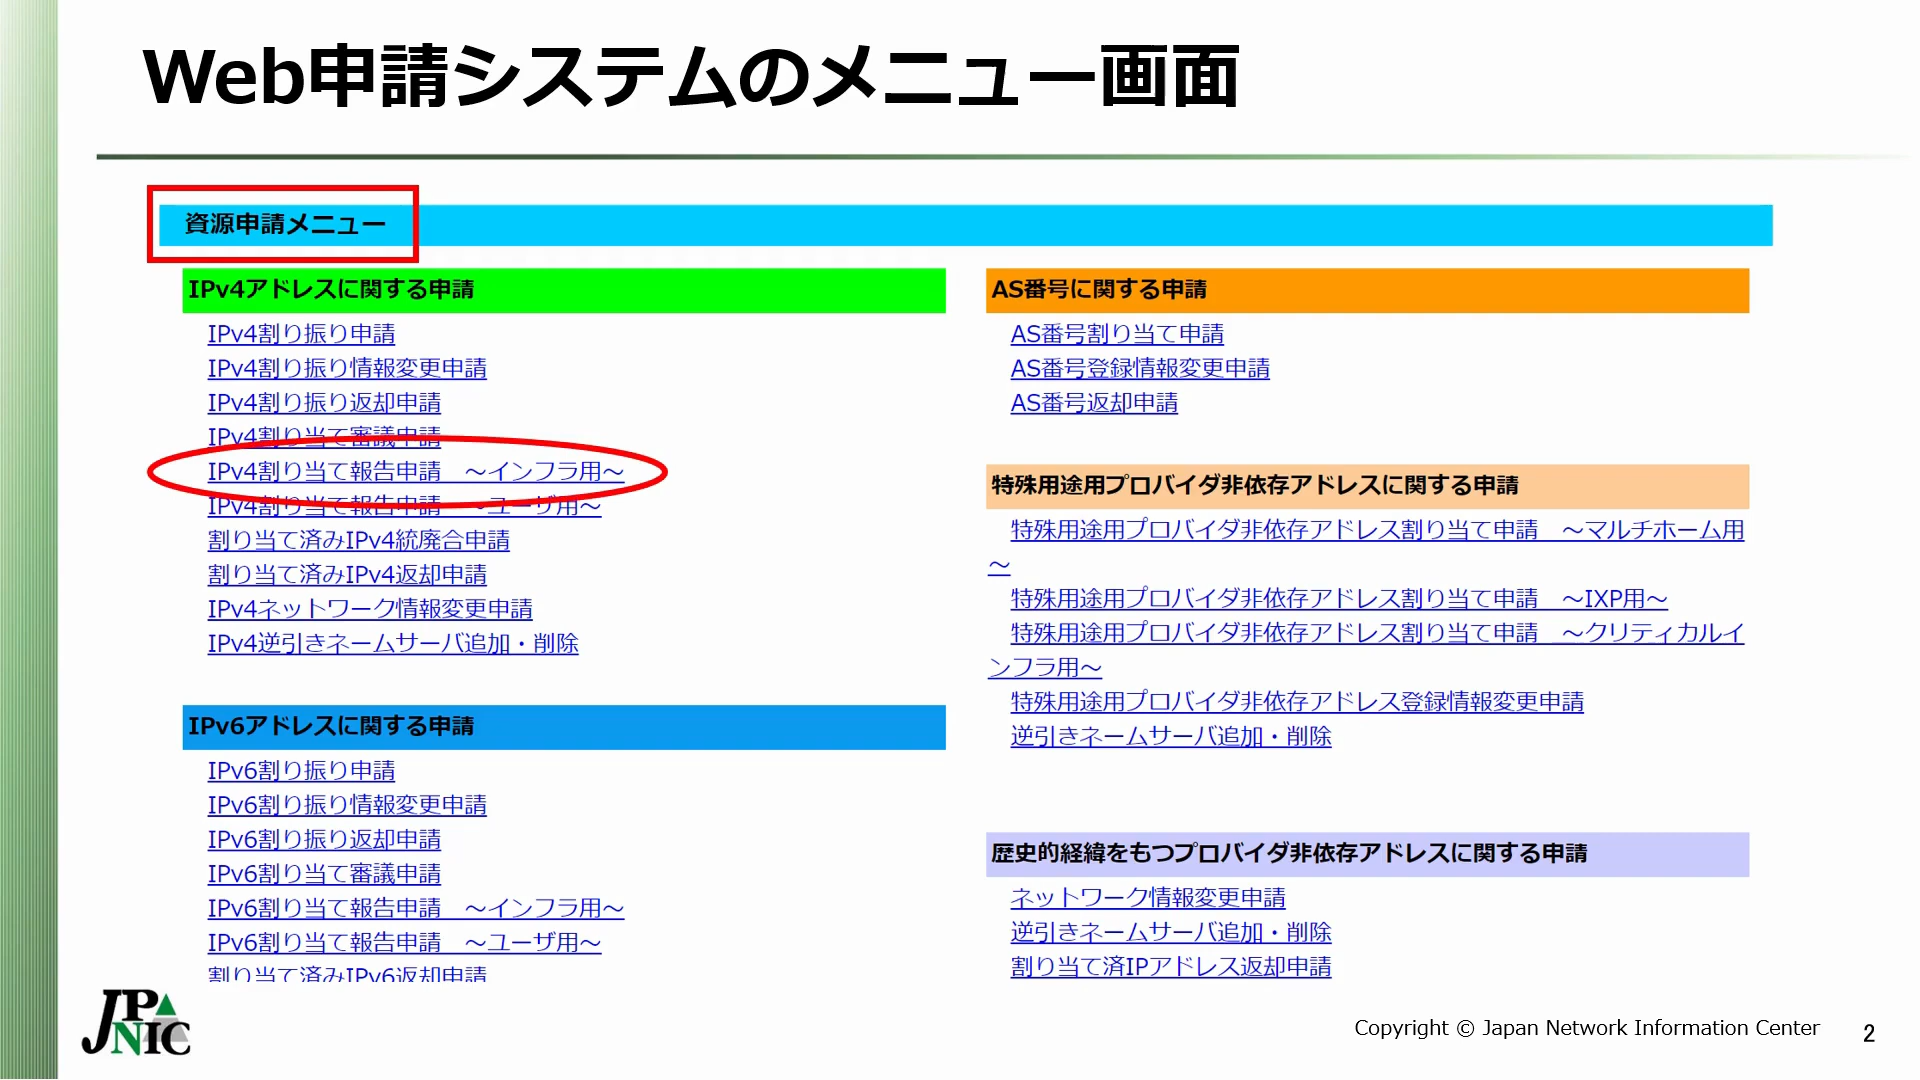 Web申請システムのメニュー画面
資源申請メニュー
IPv4アドレスに関する申請
IPv4割り振り申請
IPv4割り振り情報変更申請
IPv4割り振り返却申請
IPv4割り当て審議申請
IPv4割り当て報告申請　～インフラ用～
IPv4割り当て報告申請　～ユーザ用～
割り当て済みIPv4統廃合申請
割り当て済みIPv4返却申請
IPv4ネットワーク情報変更申請
IPv4逆引きネームサーバ追加・削除
IPv6アドレスに関する申請
IPv6割り振り申請
IPv6割り振り情報変更申請
IPv6割り振り返却申請
IPv6割り当て審議申請
IPv6割り当て報告申請　～インフラ用～
IPv6割り当て報告申請　～ユーザ用～
割り当て済みIPv6返却申請
AS番号に関する申請
AS番号割り当て申請
AS番号登録情報変更申請
AS番号返却申請
特殊用途用プロバイダ非依存アドレスに関する申請
特殊用途用プロバイダ非依存アドレス割り当て申請　～マルチホーム用
～
特殊用途用プロバイダ非依存アドレス割り当て申請　～IXP用～
特殊用途用プロバイダ非依存アドレス割り当て申請　～クリティカルイ
ンフラ用～
特殊用途用プロバイダ非依存アドレス登録情報変更申請
逆引きネームサーバ追加・削除
歴史的経緯をもつプロバイダ非依存アドレスに関する申請
ネットワーク情報変更申請
逆引きネームサーバ追加・削除
割り当て済IPアドレス返却申請
JPNIC
Copyright © Japan Network Information Center
2